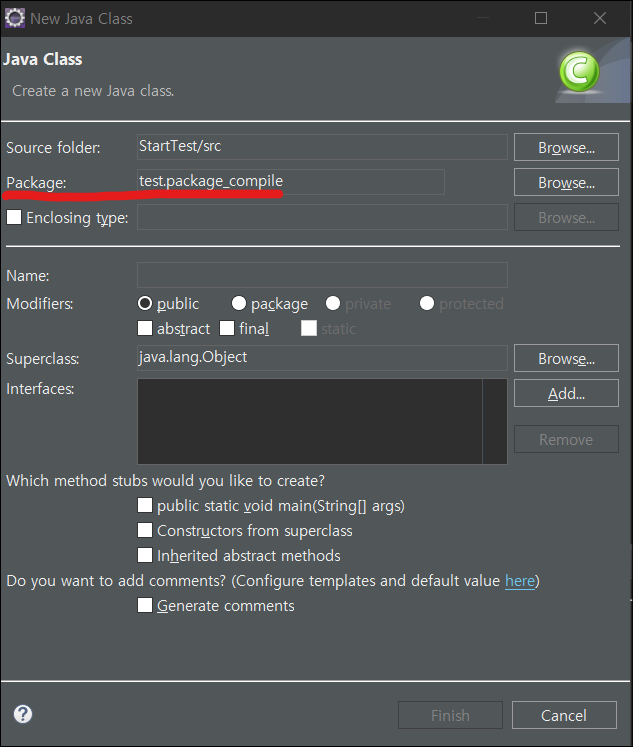 New Java Class
Java Class
Create a new Java class.
C
Source folder: StartTest/src Browse...
Package: test.package_compile Browse...
Enclosing type: Browse...
Name:
Modifiers: public package private protected
abstract final static
Superclass: java.lang.Object Browse...
Interfaces: Add...
Remove
Which method stubs would you like to create?
public static void main(String[] args)
Constructors from superclass
Inherited abstract methods
Do you want to add comments? (Configure templates and default value here)
Generate comments
? Finish Cancel